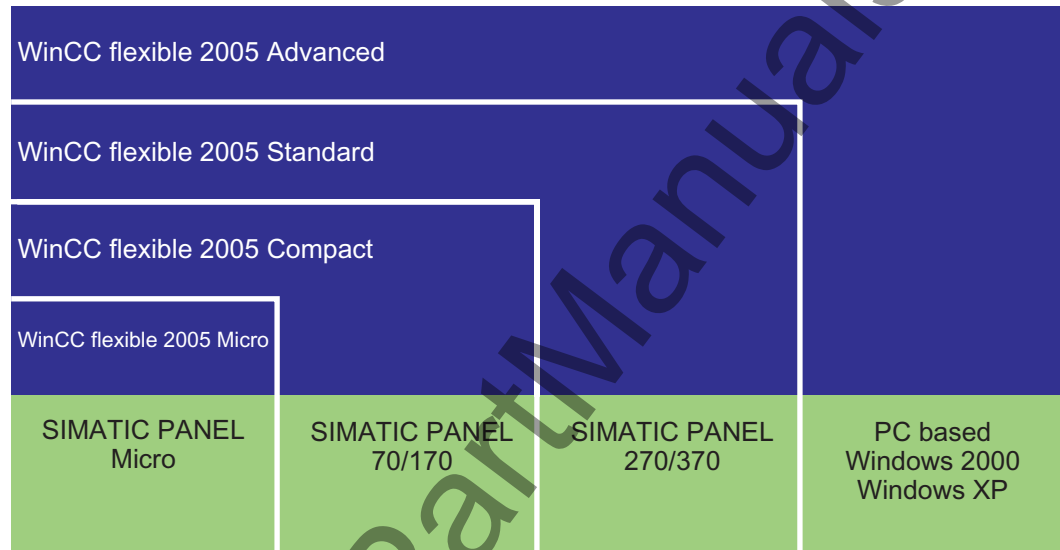 WinCC flexible 2005 Advanced
WinCC flexible 2005 Standard
WinCC flexible 2005 Compact
WinCC flexible 2005 Micro
SIMATIC PANEL
Micro
SIMATIC PANEL
70/170
SIMATIC PANEL
270/370
PC based
Windows 2000
Windows XP
PartManuals